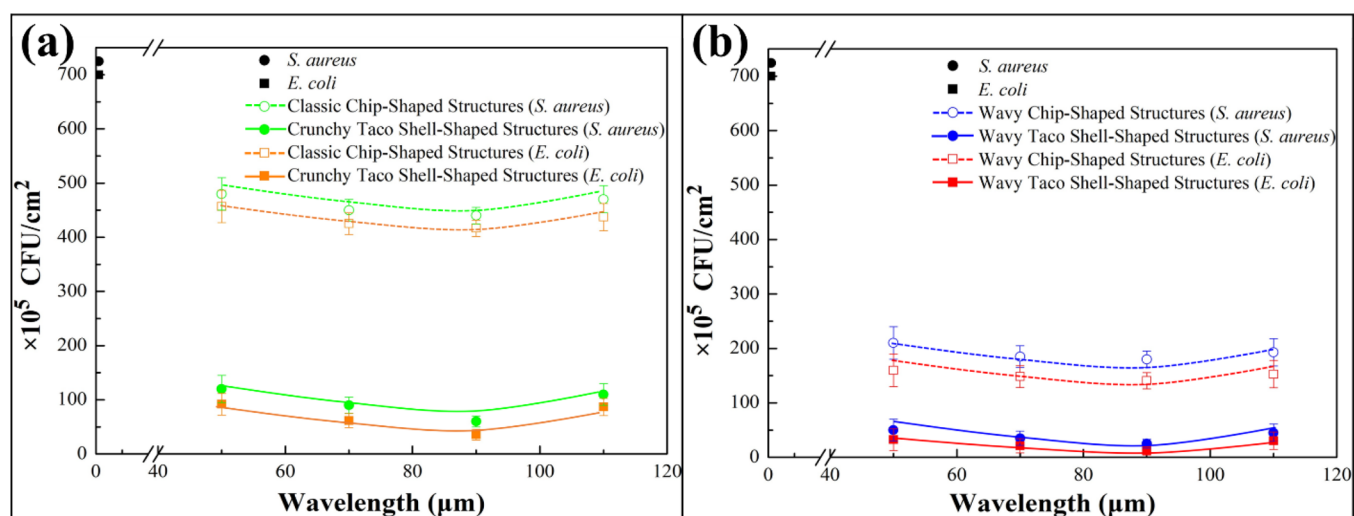 (a)
S. aureus
E. coli
Classic Chip-Shaped Structures (S. aureus)
Crunchy Taco Shell-Shaped Structures (S. aureus)
Classic Chip-Shaped Structures (E. coli)
Crunchy Taco Shell-Shaped Structures (E. coli)
700
600
500
400
300
200
100
0
×10⁵ CFU/cm²
0 40 60 80 100 120
Wavelength (µm)
(b)
S. aureus
E. coli
Wavy Chip-Shaped Structures (S. aureus)
Wavy Taco Shell-Shaped Structures (S. aureus)
Wavy Chip-Shaped Structures (E. coli)
Wavy Taco Shell-Shaped Structures (E. coli)
700
600
500
400
300
200
100
0
×10⁵ CFU/cm²
0 40 60 80 100 120
Wavelength (µm)